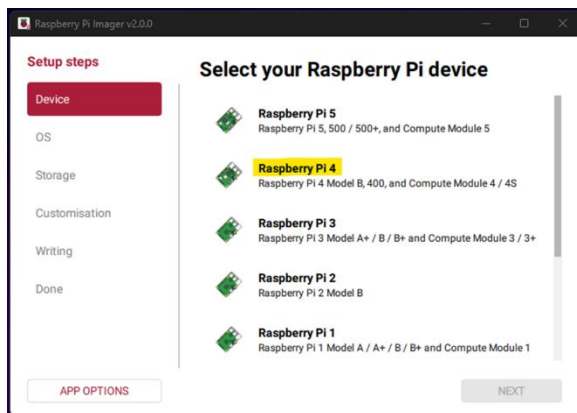 Raspberry Pi Imager v2.0.0
Setup steps
Device
OS
Storage
Customisation
Writing
Done
APP OPTIONS
Select your Raspberry Pi device
Raspberry Pi 5
Raspberry Pi 5, 500 / 500+, and Compute Module 5
Raspberry Pi 4
Raspberry Pi 4 Model B, 400, and Compute Module 4 / 4S
Raspberry Pi 3
Raspberry Pi 3 Model A+ / B / B+ and Compute Module 3 / 3+
Raspberry Pi 2
Raspberry Pi 2 Model B
Raspberry Pi 1
Raspberry Pi 1 Model A / A+ / B / B+ and Compute Module 1
NEXT